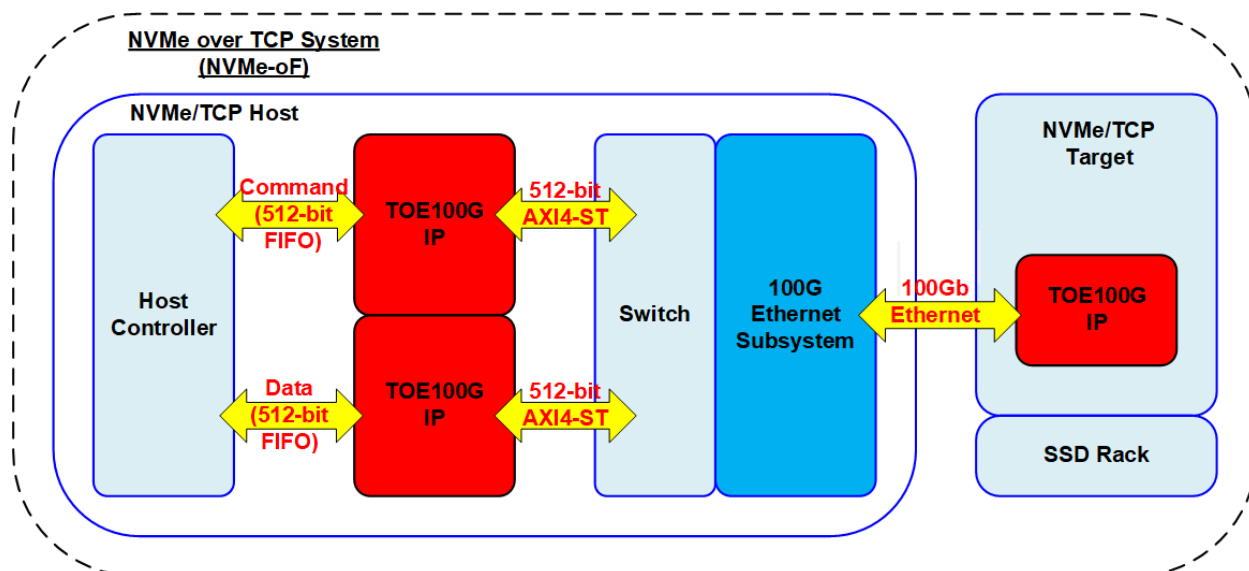 NVMe over TCP System
(NVMe-oF)
NVMe/TCP Host
Host
Controller
Command
(512-bit
FIFO)
Data
(512-bit
FIFO)
TOE100G
IP
TOE100G
IP
512-bit
AXI4-ST
512-bit
AXI4-ST
Switch
100G
Ethernet
Subsystem
100Gb
Ethernet
NVMe/TCP
Target
TOE100G
IP
SSD Rack